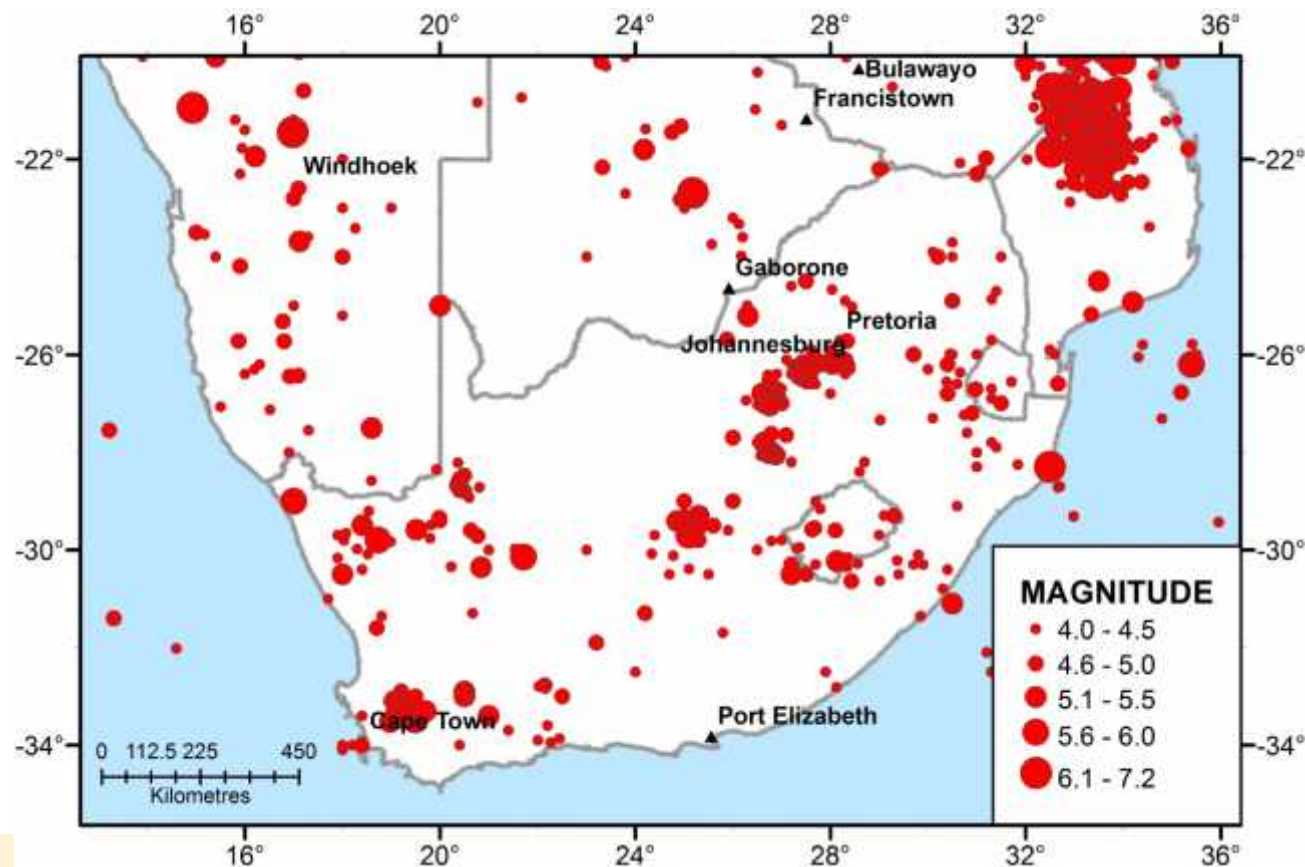 16° 20° 24° 28° 32° 36°
Bulawayo
Francistown
-22° -22°
Windhoek
Gaborone
Pretoria
Johannesburg
-26° -26°
-30° -30°
MAGNITUDE
4.0 - 4.5
4.6 - 5.0
5.1 - 5.5
5.6 - 6.0
6.1 - 7.2
Cape Town
Port Elizabeth
-34° -34°
0 112.5 225 450
Kilometres
16° 20° 24° 28° 32° 36°